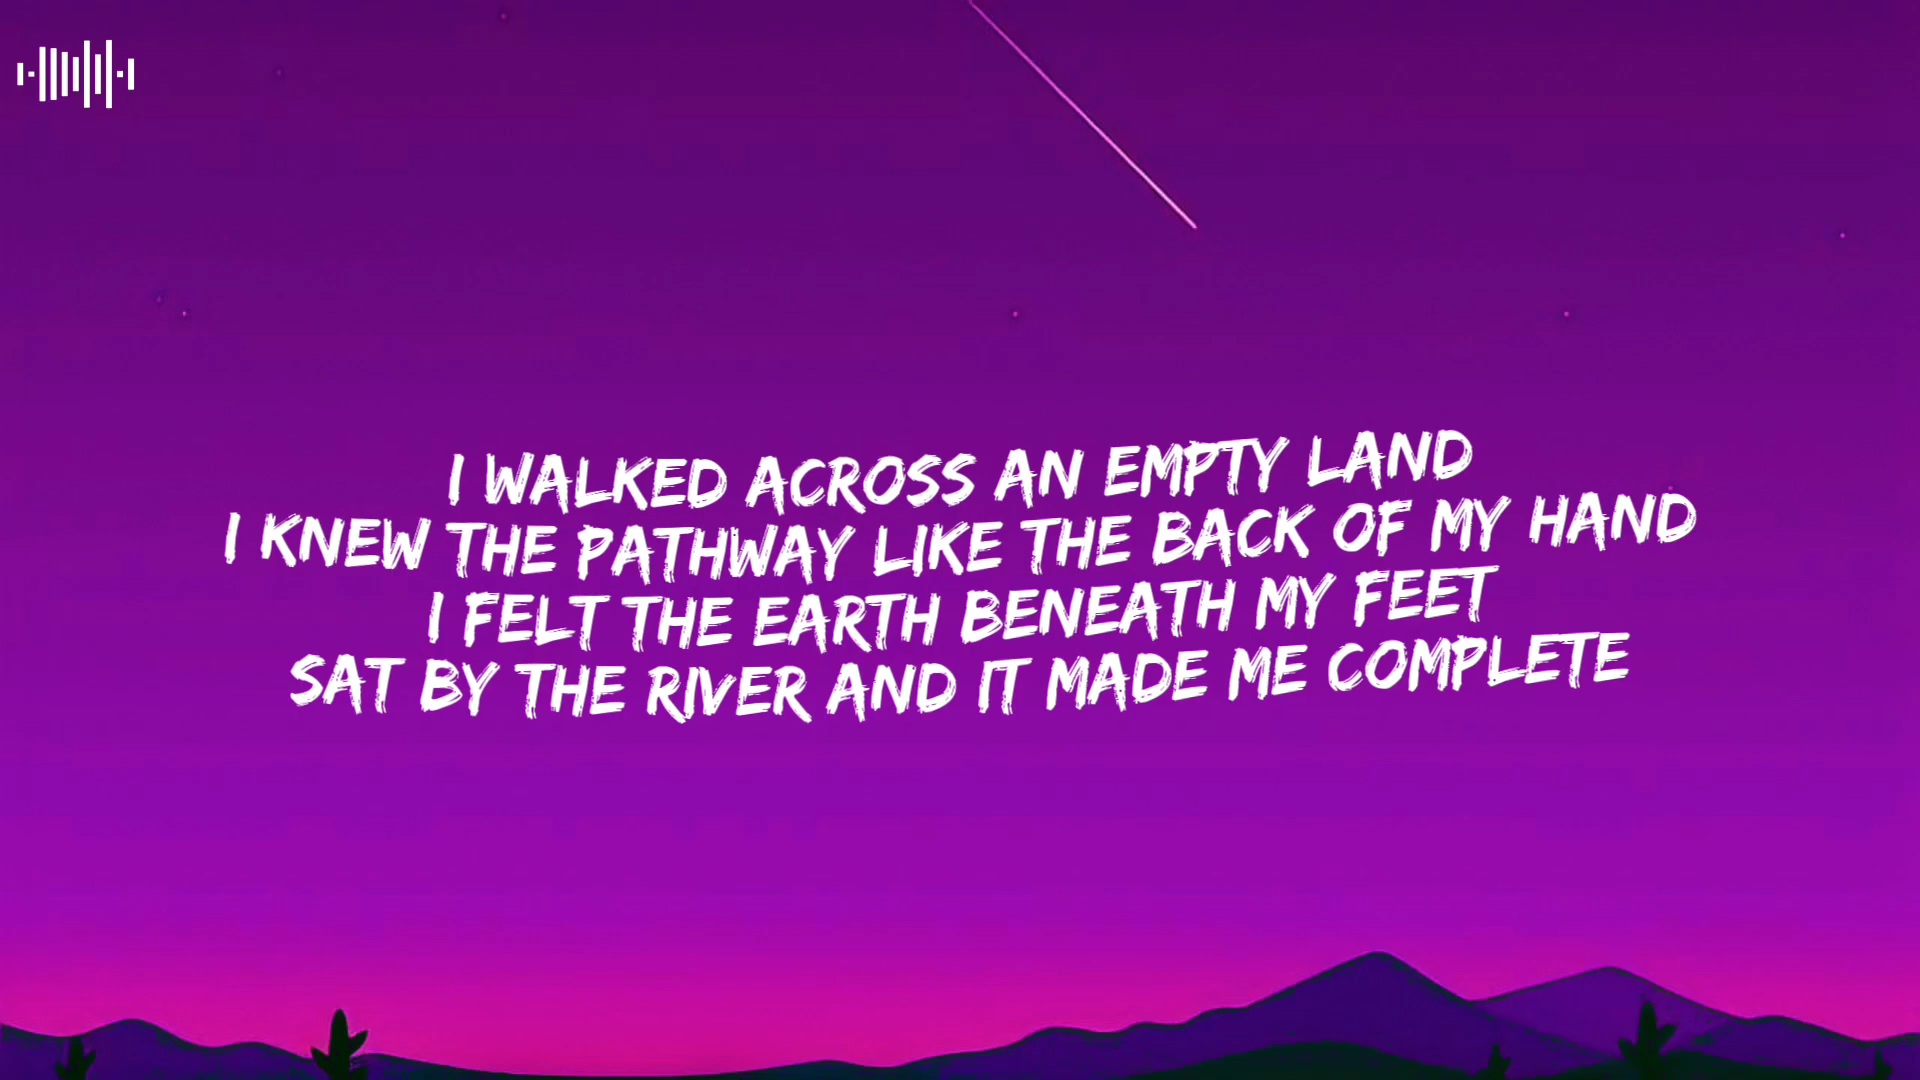 I WALKED ACROSS AN EMPTY LAND
I KNEW THE PATHWAY LIKE THE BACK OF MY HAND
I FELT THE EARTH BENEATH MY FEET
SAT BY THE RIVER AND IT MADE ME COMPLETE